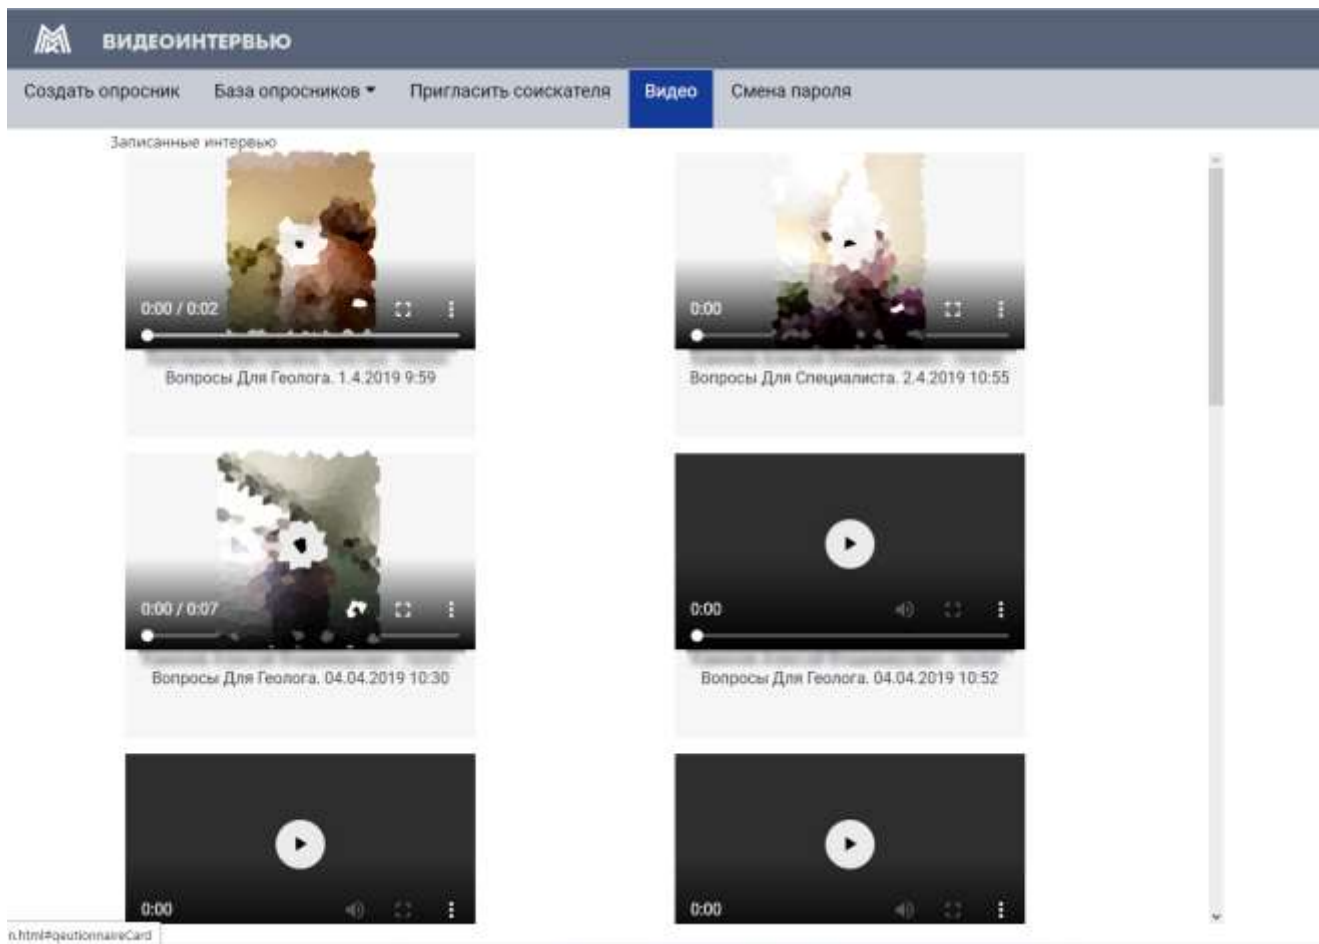 ВИДЕОИНТЕРВЬЮ
Создать опросник База опросников Пригласить соискателя Видео Смена пароля
Записанные интервью
0:00 / 0:02
0:00
Вопросы Для Геолога. 1.4.2019 9:59
Вопросы Для Специалиста. 2.4.2019 10:55
0:00 / 0:07
0:00
Вопросы Для Геолога. 04.04.2019 10:30
Вопросы Для Геолога. 04.04.2019 10:52
0:00
0:00
n.html#qeutionnaireCard